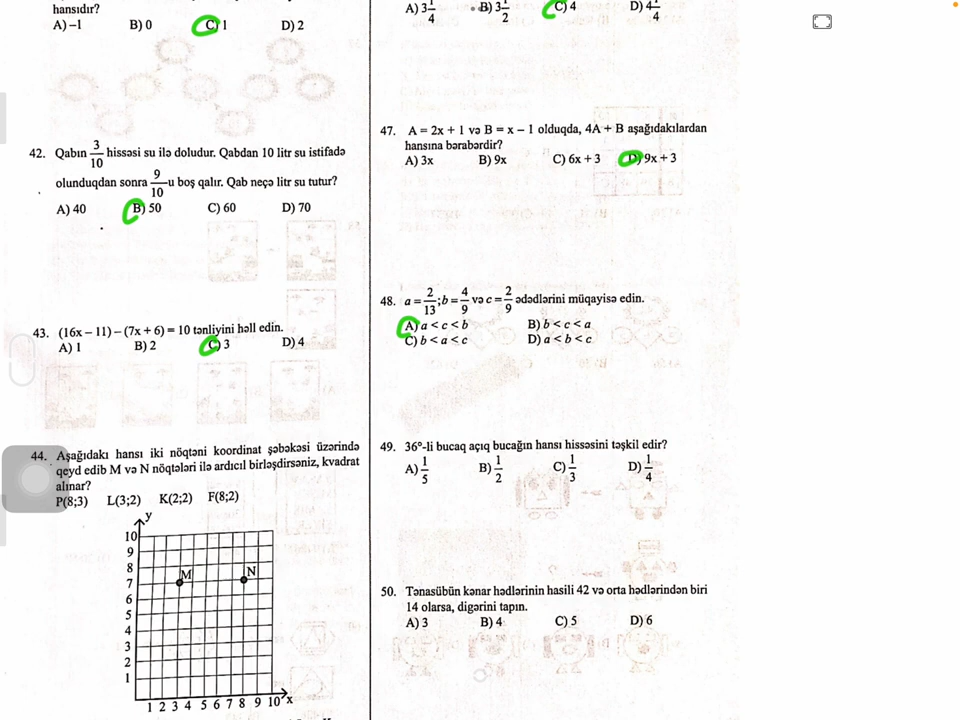 hansıdır?
A) –1 B) 0 C) 1 D) 2
42. Qabın 3/10 hissəsi su ilə doludur. Qabdan 10 litr su istifadə
olunduqdan sonra 9/10-u boş qalır. Qab neçə litr su tutur?
A) 40 B) 50 C) 60 D) 70
43. (16x – 11) – (7x + 6) = 10 tənliyini həll edin.
A) 1 B) 2 C) 3 D) 4
44. Aşağıdakı hansı iki nöqtəni koordinat şəbəkəsi üzərində
qeyd edib M və N nöqtələri ilə ardıcıl birləşdirsəniz, kvadrat
alınar?
P(8;3) L(3;2) K(2;2) F(8;2)
y
10
9
8
7
6
5
4
3
2
1
M N
1 2 3 4 5 6 7 8 9 10 x
A) 3 1/4 B) 3 1/2 C) 4 D) 4 1/4
47. A = 2x + 1 və B = x – 1 olduqda, 4A + B aşağıdakılardan
hansına bərabərdir?
A) 3x B) 9x C) 6x + 3 D) 9x + 3
48. a = 2/13; b = 4/9 və c = 2/9 ədədlərini müqayisə edin.
A) a < c < b B) b < c < a
C) b < a < c D) a < b < c
49. 36°-li bucaq açıq bucağın hansı hissəsini təşkil edir?
A) 1/5 B) 1/2 C) 1/3 D) 1/4
50. Tənasübün kənar hədlərinin hasili 42 və orta hədlərindən biri
14 olarsa, digərini tapın.
A) 3 B) 4 C) 5 D) 6